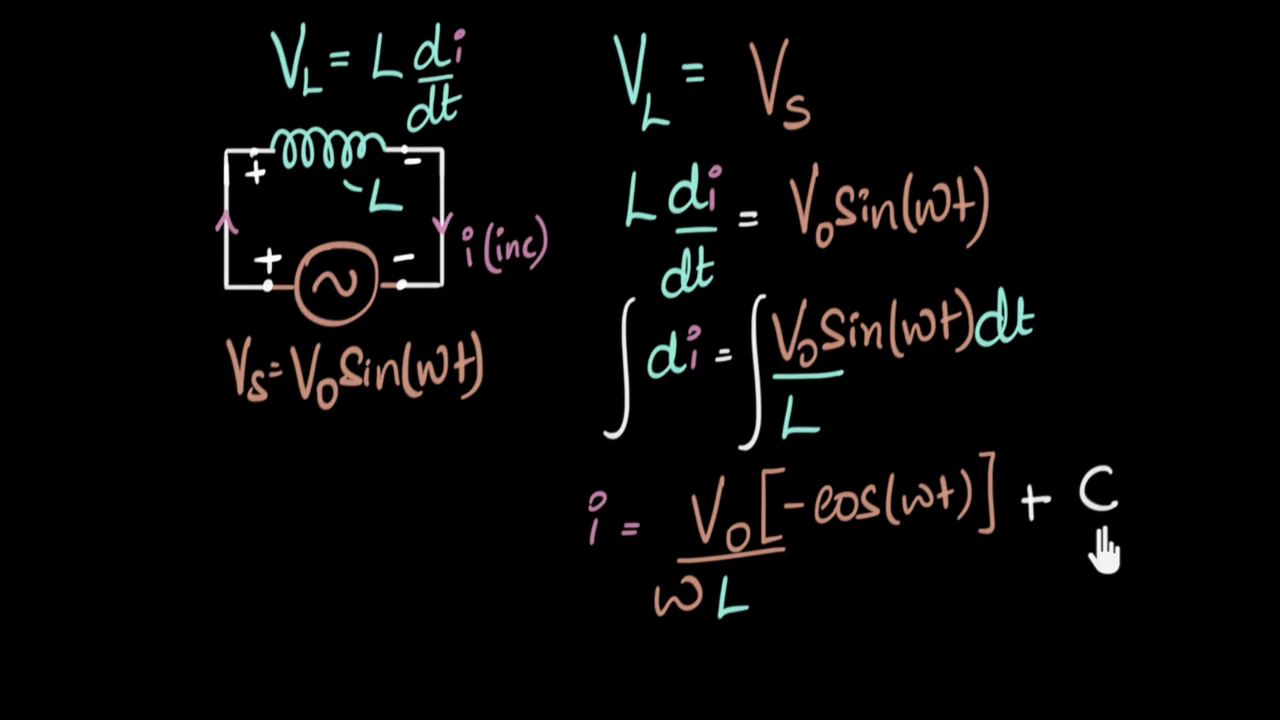 V_L = L di/dt
+ -
L
i (inc)
+ -
V_S = V_0 Sin(ωt)
V_L = V_S
L di/dt = V_0 Sin(ωt)
∫ di = ∫ V_0 Sin(ωt) dt / L
i = V_0 [-cos(ωt)] / ωL + C